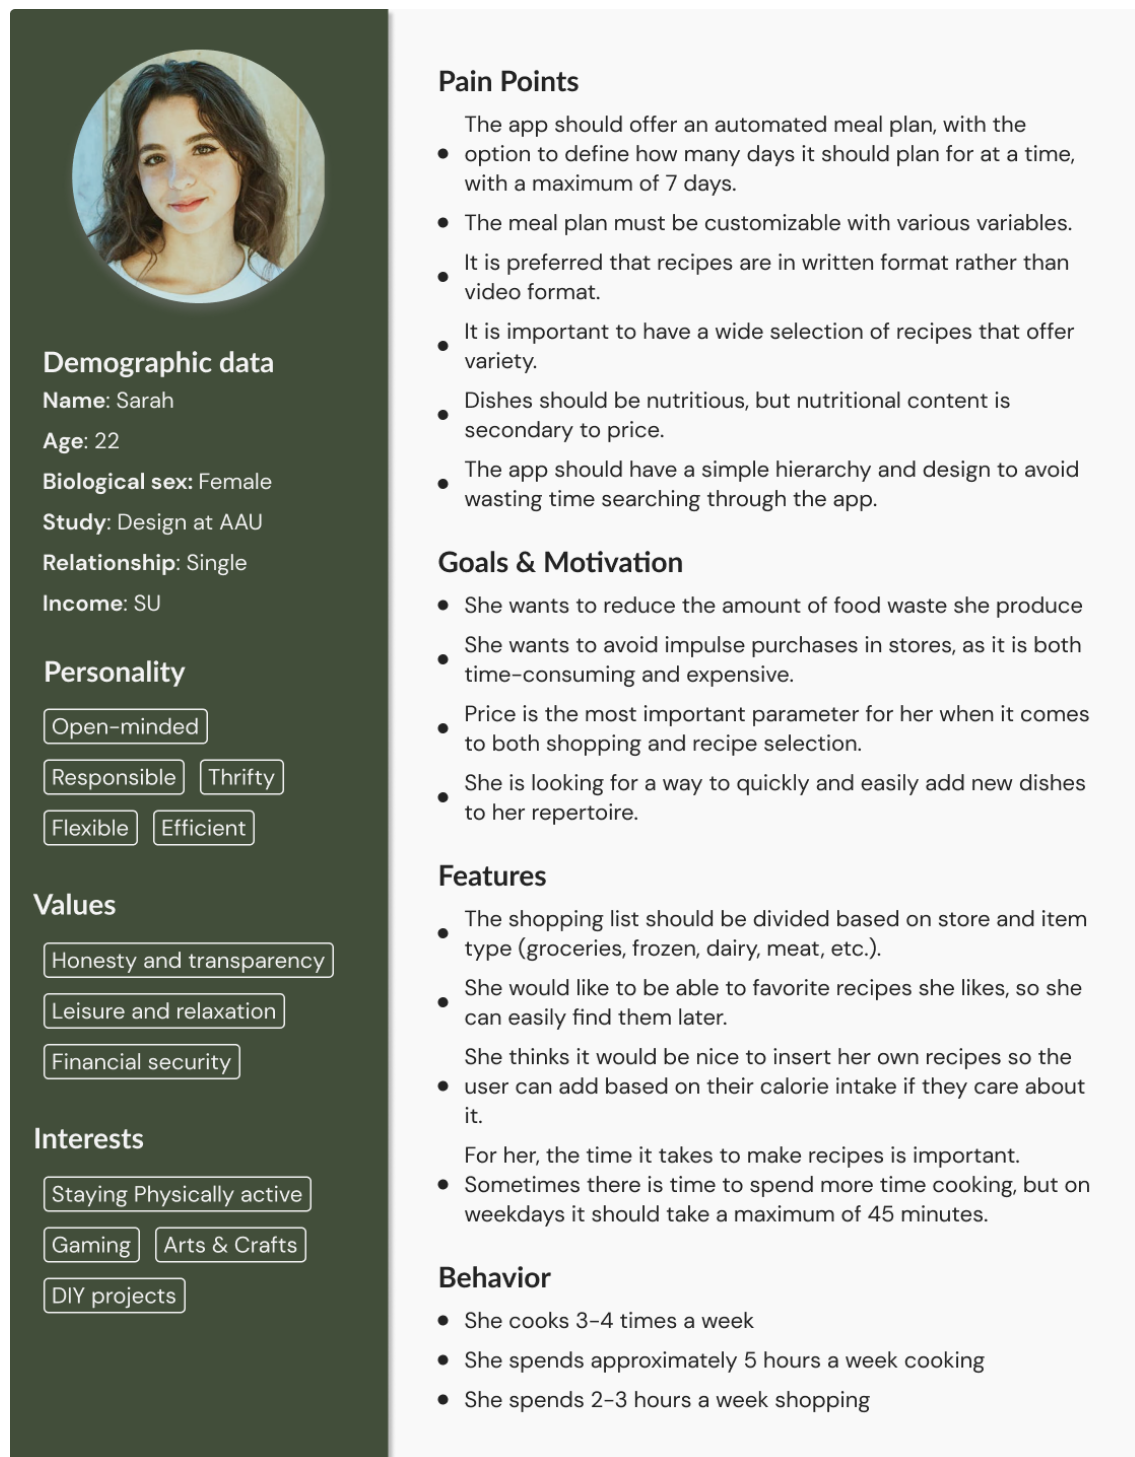 Demographic data
Name: Sarah
Age: 22
Biological sex: Female
Study: Design at AAU
Relationship: Single
Income: SU
Personality
Open-minded
Responsible Thrifty
Flexible Efficient
Values
Honesty and transparency
Leisure and relaxation
Financial security
Interests
Staying Physically active
Gaming Arts & Crafts
DIY projects
Pain Points
The app should offer an automated meal plan, with the
option to define how many days it should plan for at a time,
with a maximum of 7 days.
The meal plan must be customizable with various variables.
It is preferred that recipes are in written format rather than
video format.
It is important to have a wide selection of recipes that offer
variety.
Dishes should be nutritious, but nutritional content is
secondary to price.
The app should have a simple hierarchy and design to avoid
wasting time searching through the app.
Goals & Motivation
She wants to reduce the amount of food waste she produce
She wants to avoid impulse purchases in stores, as it is both
time-consuming and expensive.
Price is the most important parameter for her when it comes
to both shopping and recipe selection.
She is looking for a way to quickly and easily add new dishes
to her repertoire.
Features
The shopping list should be divided based on store and item
type (groceries, frozen, dairy, meat, etc.).
She would like to be able to favorite recipes she likes, so she
can easily find them later.
She thinks it would be nice to insert her own recipes so the
user can add based on their calorie intake if they care about
it.
For her, the time it takes to make recipes is important.
Sometimes there is time to spend more time cooking, but on
weekdays it should take a maximum of 45 minutes.
Behavior
She cooks 3-4 times a week
She spends approximately 5 hours a week cooking
She spends 2-3 hours a week shopping